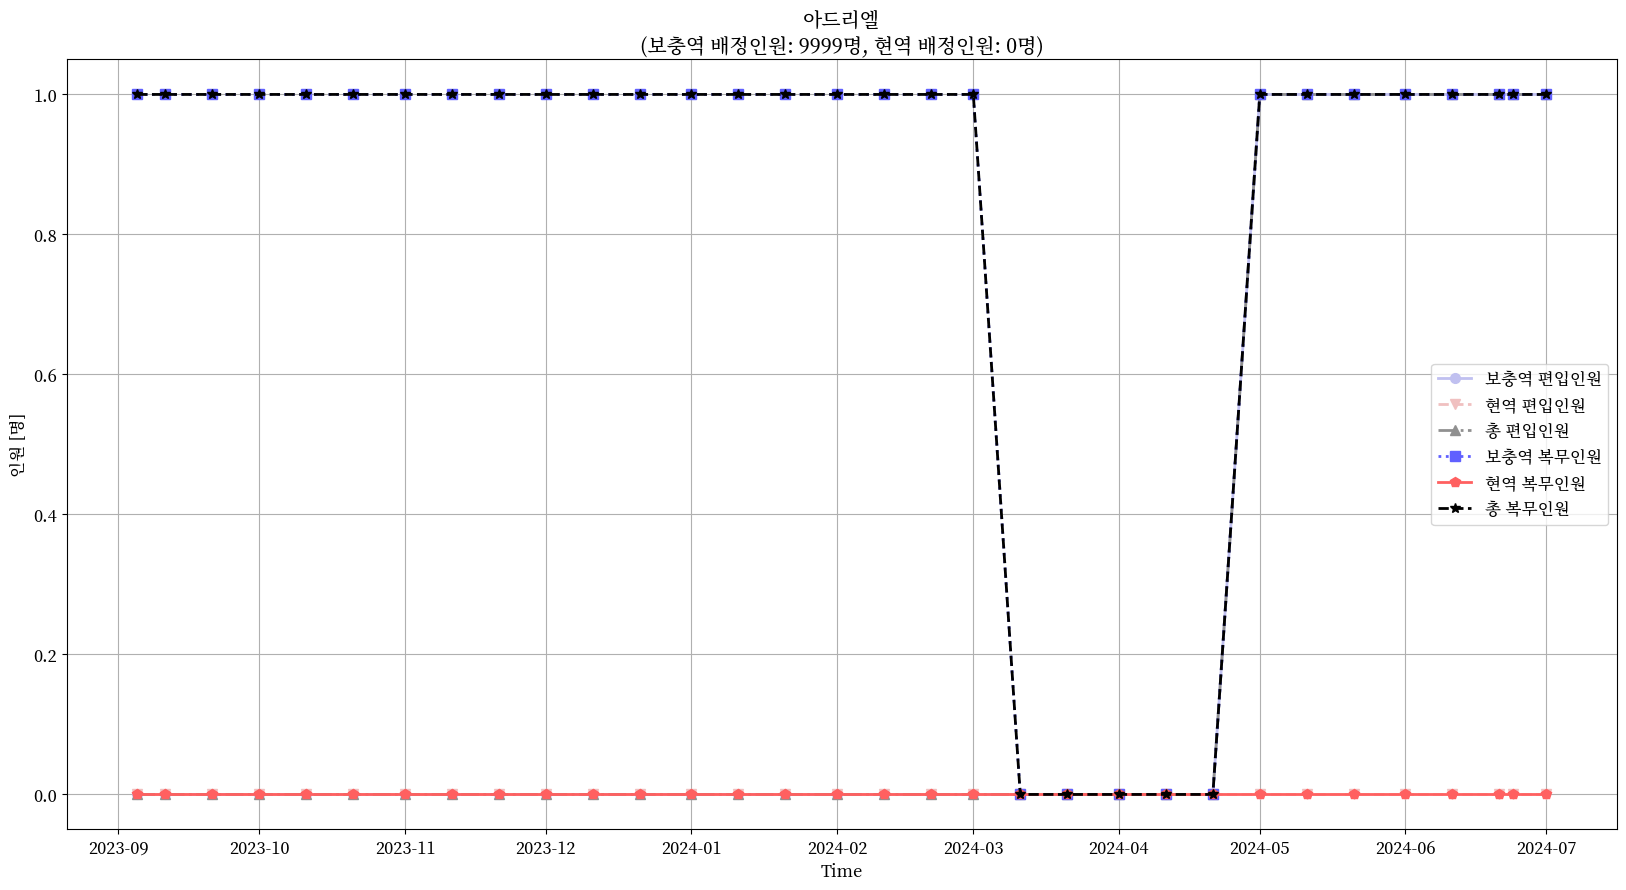 아드리엘
(보충역 배정인원: 9999명, 현역 배정인원: 0명)
인원 [명]
1.0
0.8
0.6
0.4
0.2
0.0
보충역 편입인원
현역 편입인원
총 편입인원
보충역 복무인원
현역 복무인원
총 복무인원
2023-09 2023-10 2023-11 2023-12 2024-01 2024-02 2024-03 2024-04 2024-05 2024-06 2024-07
Time